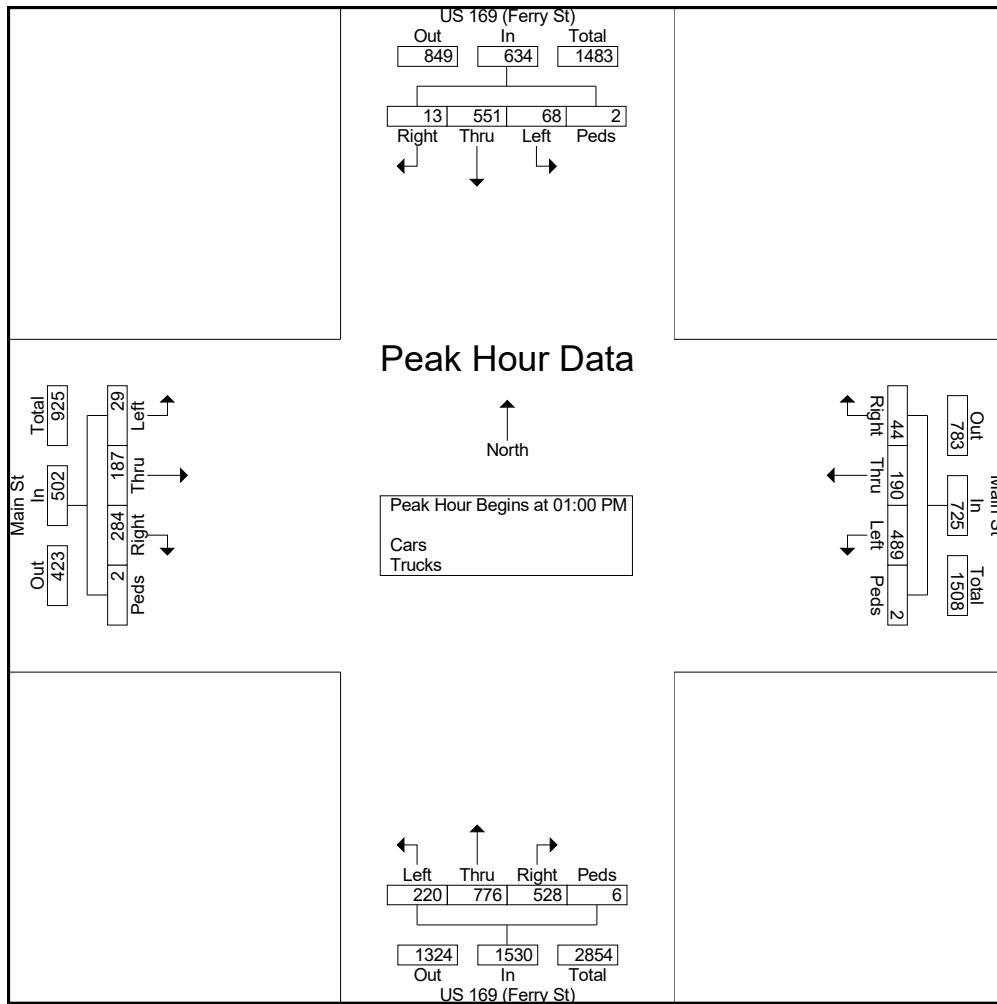 US 169 (Ferry St)
Out In Total
849 634 1483
13 551 68 2
Right Thru Left Peds
Peak Hour Data
North
Peak Hour Begins at 01:00 PM
Cars
Trucks
Main St
Total In Out
925 502 423
29 187 284 2
Left Thru Right Peds
Right Thru Left Peds
44 190 489 2
Out In Total
783 725 1508
Main St
Left Thru Right Peds
220 776 528 6
1324 1530 2854
Out In Total
US 169 (Ferry St)